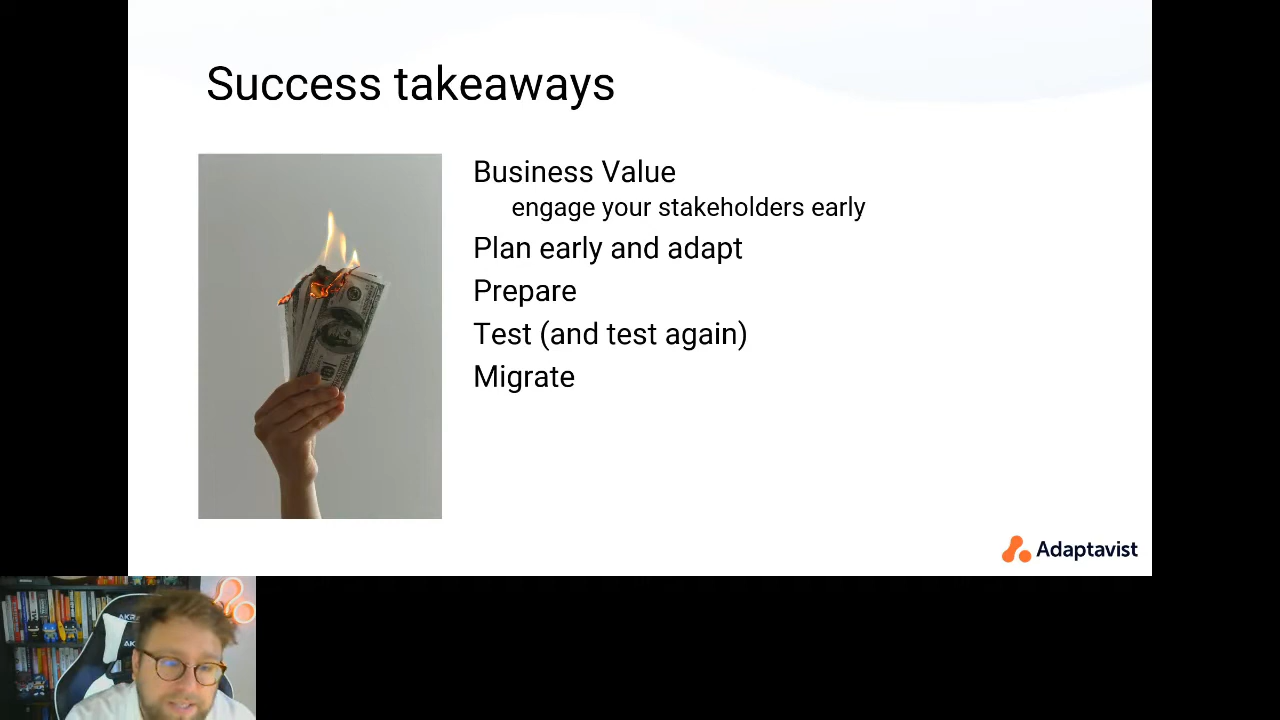 Success takeaways
Business Value
engage your stakeholders early
Plan early and adapt
Prepare
Test (and test again)
Migrate
Adaptavist